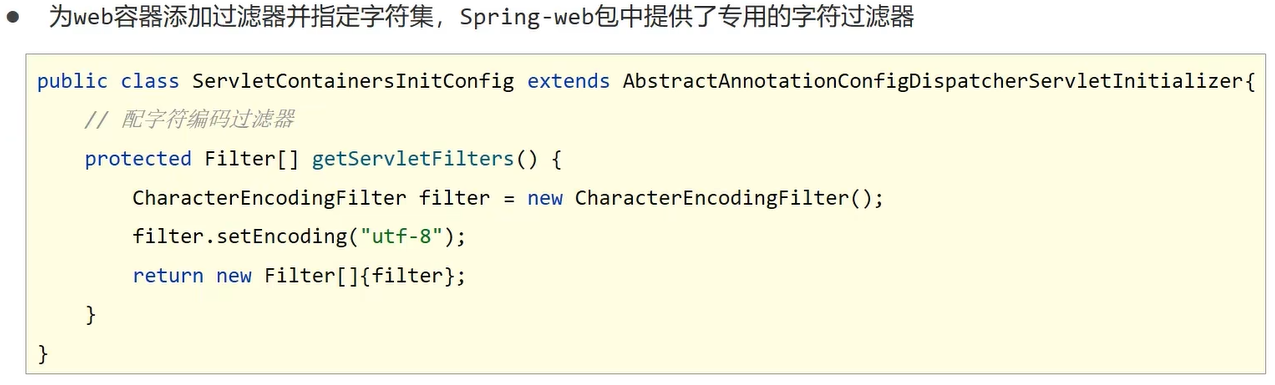 ● 为web容器添加过滤器并指定字符集，Spring-web包中提供了专用的字符过滤器
public class ServletContainersInitConfig extends AbstractAnnotationConfigDispatcherServletInitializer{
    // 配字符编码过滤器
    protected Filter[] getServletFilters() {
        CharacterEncodingFilter filter = new CharacterEncodingFilter();
        filter.setEncoding("utf-8");
        return new Filter[]{filter};
    }
}